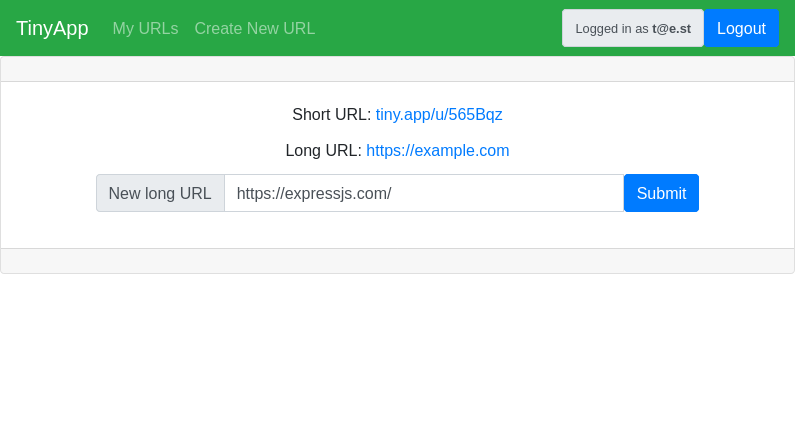 TinyApp My URLs Create New URL Logged in as t@e.st Logout
Short URL: tiny.app/u/565Bqz
Long URL: https://example.com
New long URL https://expressjs.com/ Submit